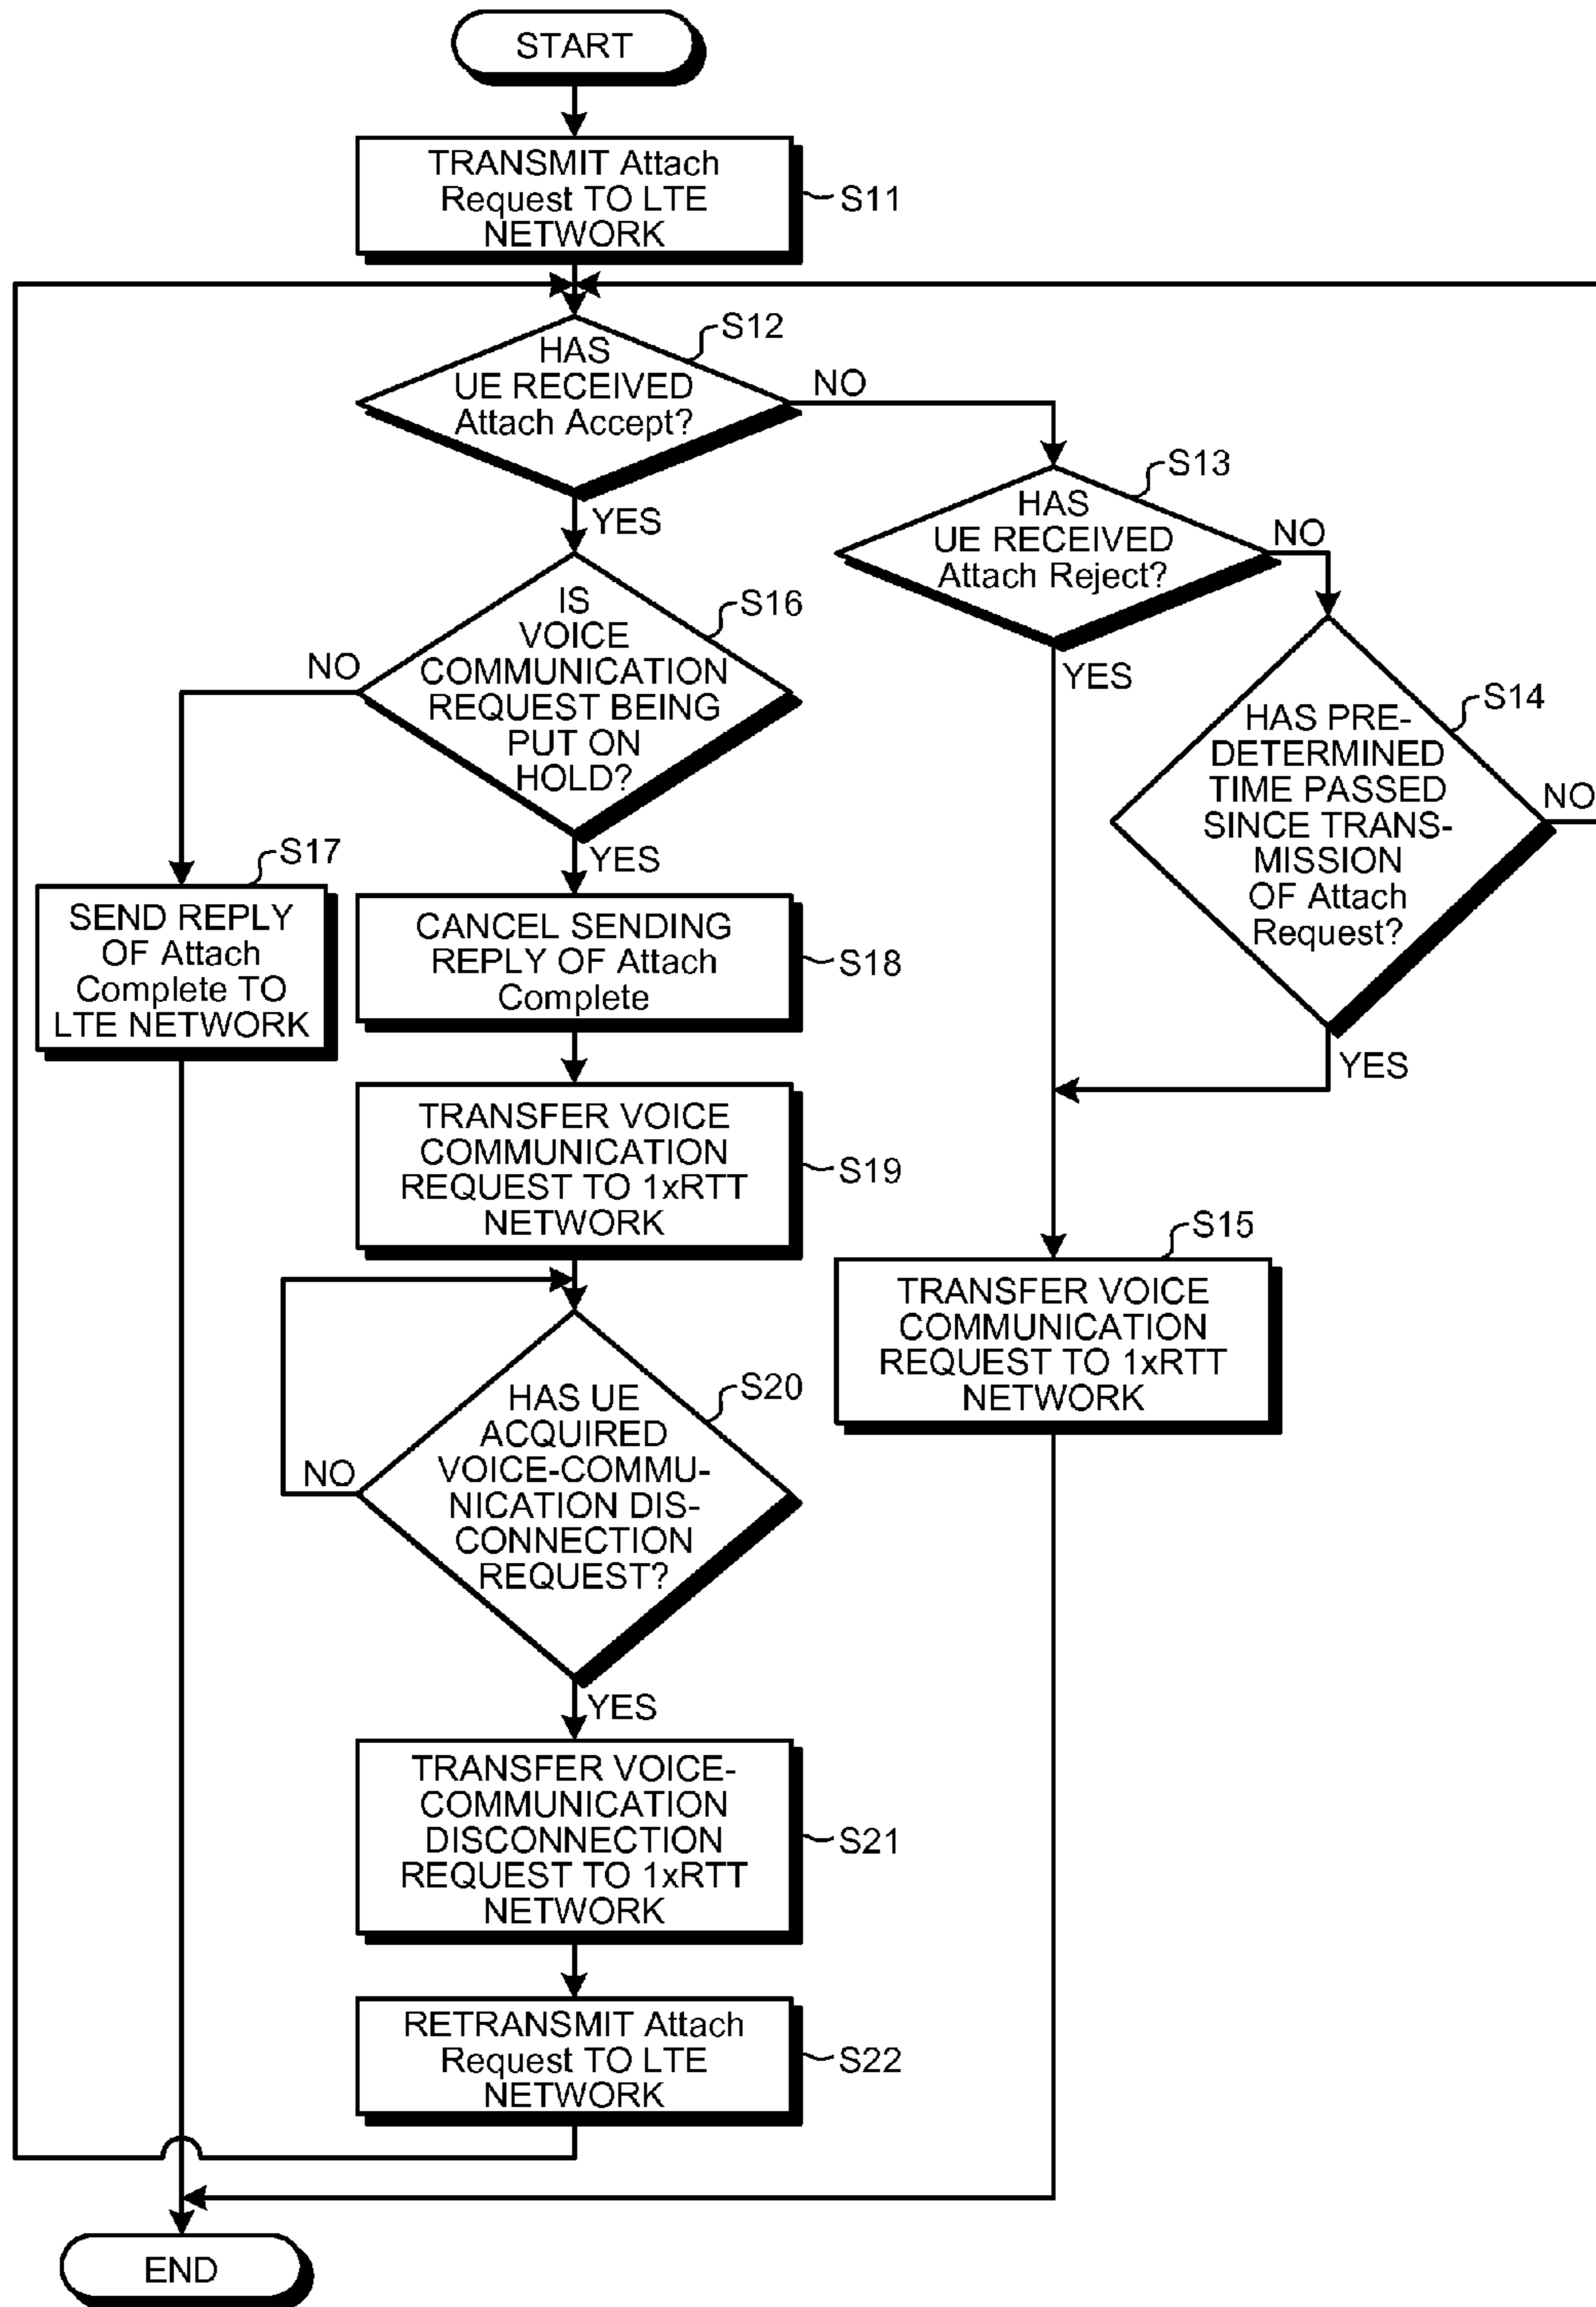 START
TRANSMIT Attach
Request TO LTE
NETWORK
S11
S12
HAS
UE RECEIVED
Attach Accept?
NO
YES
S13
HAS
UE RECEIVED
Attach Reject?
NO
YES
S14
HAS PRE-
DETERMINED
TIME PASSED
SINCE TRANS-
MISSION
OF Attach
Request?
NO
YES
S16
IS
VOICE
COMMUNICATION
REQUEST BEING
PUT ON
HOLD?
NO
YES
S17
SEND REPLY
OF Attach
Complete TO
LTE NETWORK
CANCEL SENDING
REPLY OF Attach
Complete
S18
TRANSFER VOICE
COMMUNICATION
REQUEST TO 1xRTT
NETWORK
S19
S15
TRANSFER VOICE
COMMUNICATION
REQUEST TO 1xRTT
NETWORK
S20
HAS UE
ACQUIRED
VOICE-COMMU-
NICATION DIS-
CONNECTION
REQUEST?
NO
YES
TRANSFER VOICE-
COMMUNICATION
DISCONNECTION
REQUEST TO 1xRTT
NETWORK
S21
RETRANSMIT Attach
Request TO LTE
NETWORK
S22
END